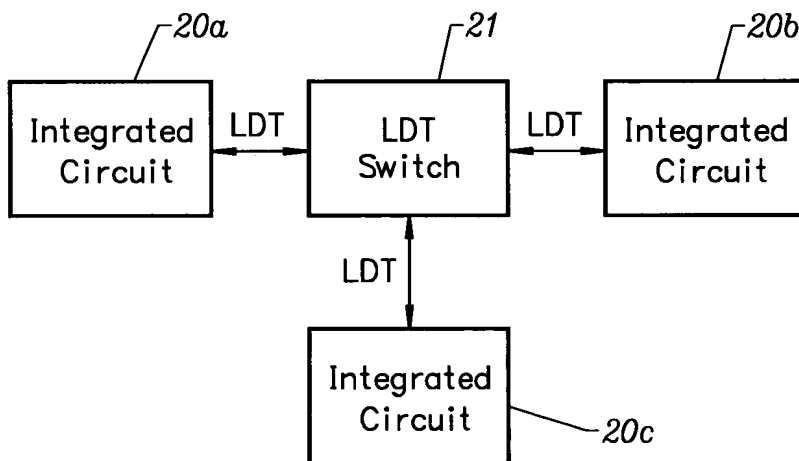 20a
21
20b
Integrated
Circuit
LDT
LDT
Switch
LDT
Integrated
Circuit
LDT
Integrated
Circuit
20c